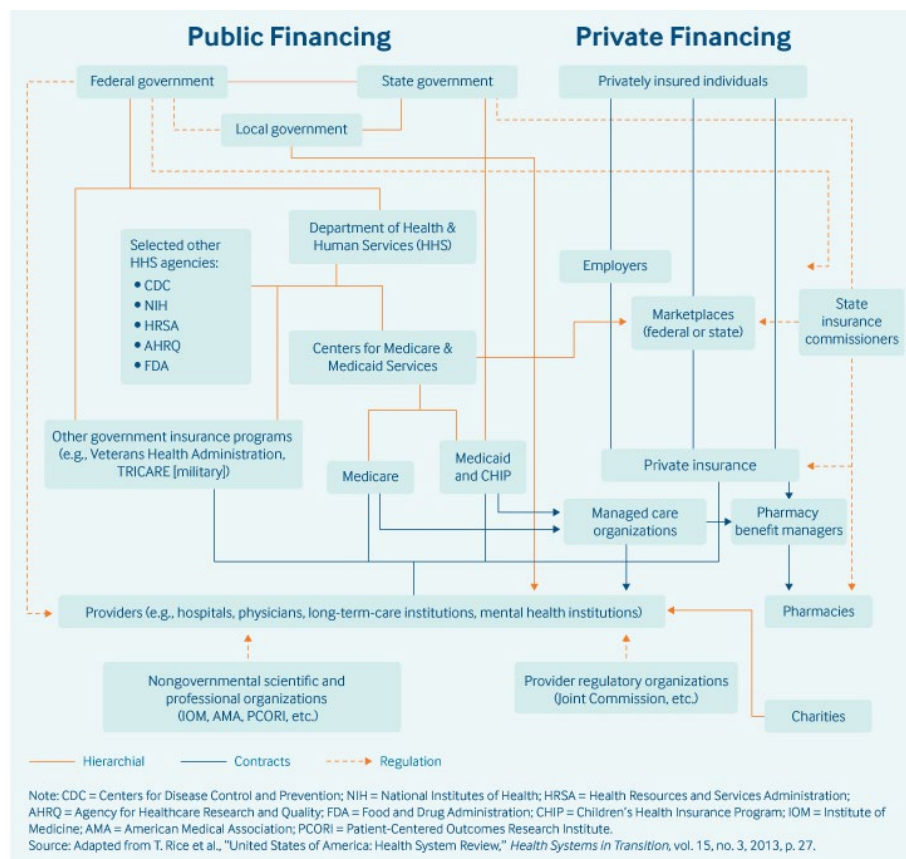 Public Financing
Private Financing
Federal government
State government
Privately insured individuals
Local government
Department of Health &
Human Services (HHS)
Selected other
HHS agencies:
• CDC
• NIH
• HRSA
• AHRQ
• FDA
Employers
Marketplaces
(federal or state)
State
insurance
commissioners
Centers for Medicare &
Medicaid Services
Other government insurance programs
(e.g., Veterans Health Administration,
TRICARE [military])
Medicare
Medicaid
and CHIP
Private insurance
Managed care
organizations
Pharmacy
benefit managers
Providers (e.g., hospitals, physicians, long-term-care institutions, mental health institutions)
Pharmacies
Nongovernmental scientific and
professional organizations
(IOM, AMA, PCORI, etc.)
Provider regulatory organizations
(Joint Commission, etc.)
Charities
Hierarchial
Contracts
Regulation
Note: CDC = Centers for Disease Control and Prevention; NIH = National Institutes of Health; HRSA = Health Resources and Services Administration;
AHRQ = Agency for Healthcare Research and Quality; FDA = Food and Drug Administration; CHIP = Children's Health Insurance Program; IOM = Institute of
Medicine; AMA = American Medical Association; PCORI = Patient-Centered Outcomes Research Institute.
Source: Adapted from T. Rice et al., "United States of America: Health System Review," Health Systems in Transition, vol. 15, no. 3, 2013, p. 27.